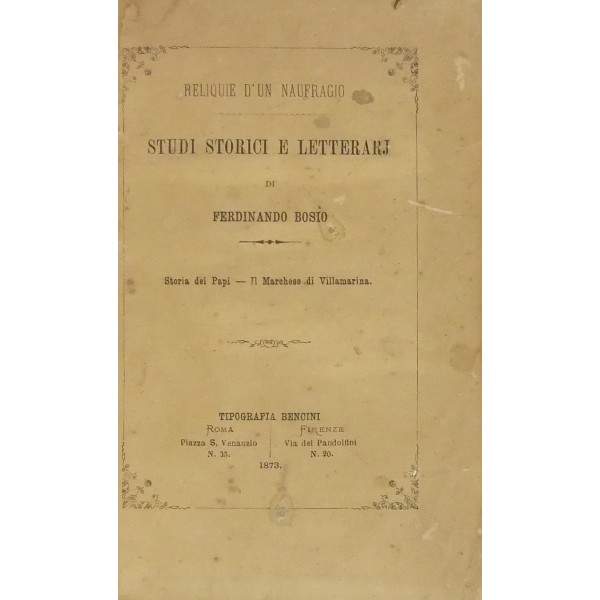 RELIQUIE D'UN NAUFRAGIO
STUDI STORICI E LETTERARJ
DI
FERDINANDO BOSIO
Storia dei Papi — Il Marchese di Villamarina.
TIPOGRAFIA BENCINI
ROMA FIRENZE
Piazza S. Venanzio Via dei Pandolfini
N. 35. N. 20.
1873.